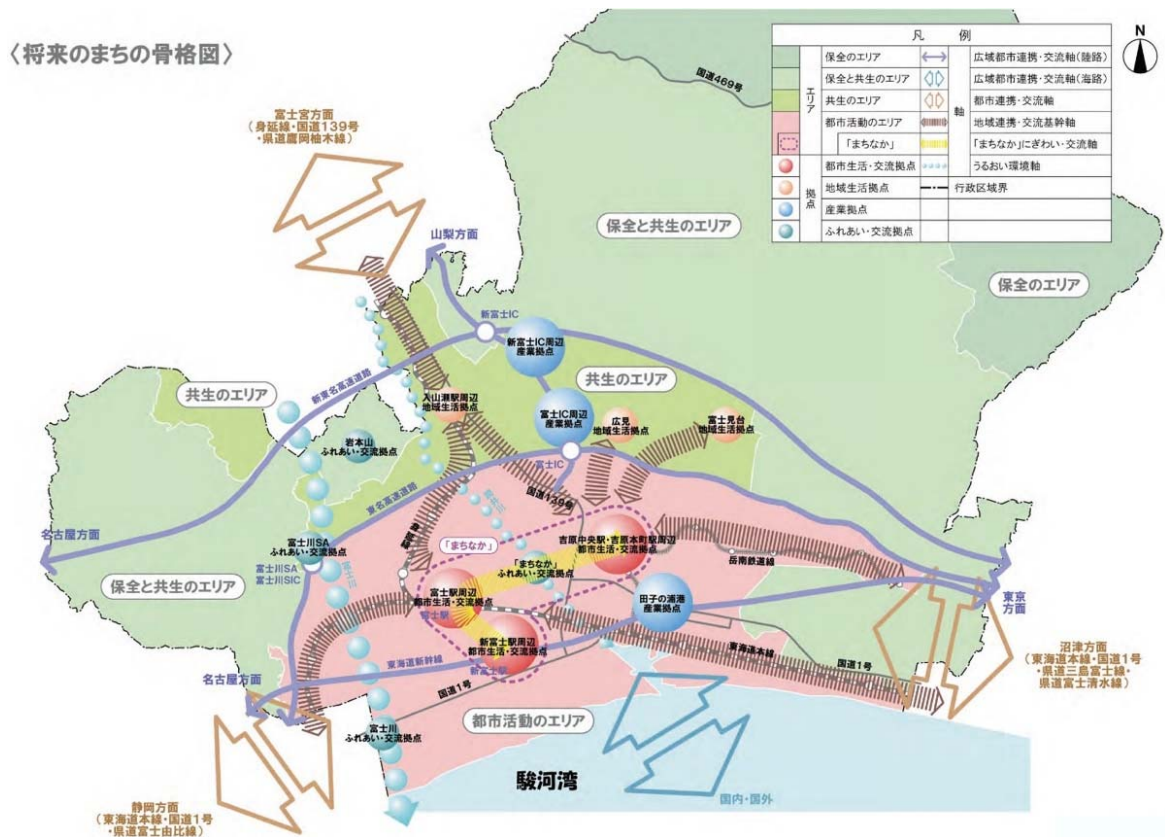 〈将来のまちの骨格図〉
凡 例
エリア
保全のエリア
保全と共生のエリア
共生のエリア
都市活動のエリア
「まちなか」
拠点
都市生活・交流拠点
地域生活拠点
産業拠点
ふれあい・交流拠点
軸
広域都市連携・交流軸(陸路)
広域都市連携・交流軸(海路)
都市連携・交流軸
地域連携・交流基幹軸
「まちなか」にぎわい・交流軸
うるおい環境軸
行政区域界
N
国道469号
富士宮方面
(身延線・国道139号
・県道鷹岡柚木線)
山梨方面
保全と共生のエリア
保全のエリア
新富士IC
新富士IC周辺
産業拠点
共生のエリア
新東名高速道路
共生のエリア
入山瀬駅周辺
地域生活拠点
富士IC周辺
産業拠点
広見
地域生活拠点
富士見台
地域生活拠点
岩本山
ふれあい・交流拠点
富士IC
東名高速道路
国道139号
潤井川
身延線
名古屋方面
富士川SA
ふれあい・交流拠点
富士川SA
富士川SIC
富士川
「まちなか」
吉原中央駅・吉原本町駅周辺
都市生活・交流拠点
岳南鉄道線
「まちなか」
ふれあい・交流拠点
保全と共生のエリア
富士駅周辺
都市生活・交流拠点
富士駅
田子の浦港
産業拠点
東京
方面
新富士駅周辺
都市生活・交流拠点
新富士駅
東海道本線
東海道新幹線
国道1号
国道1号
名古屋方面
沼津方面
(東海道本線・国道1号
・県道三島富士線・
県道富士清水線)
都市活動のエリア
富士川
ふれあい・交流拠点
駿河湾
国内・国外
静岡方面
(東海道本線・国道1号
・県道富士由比線)